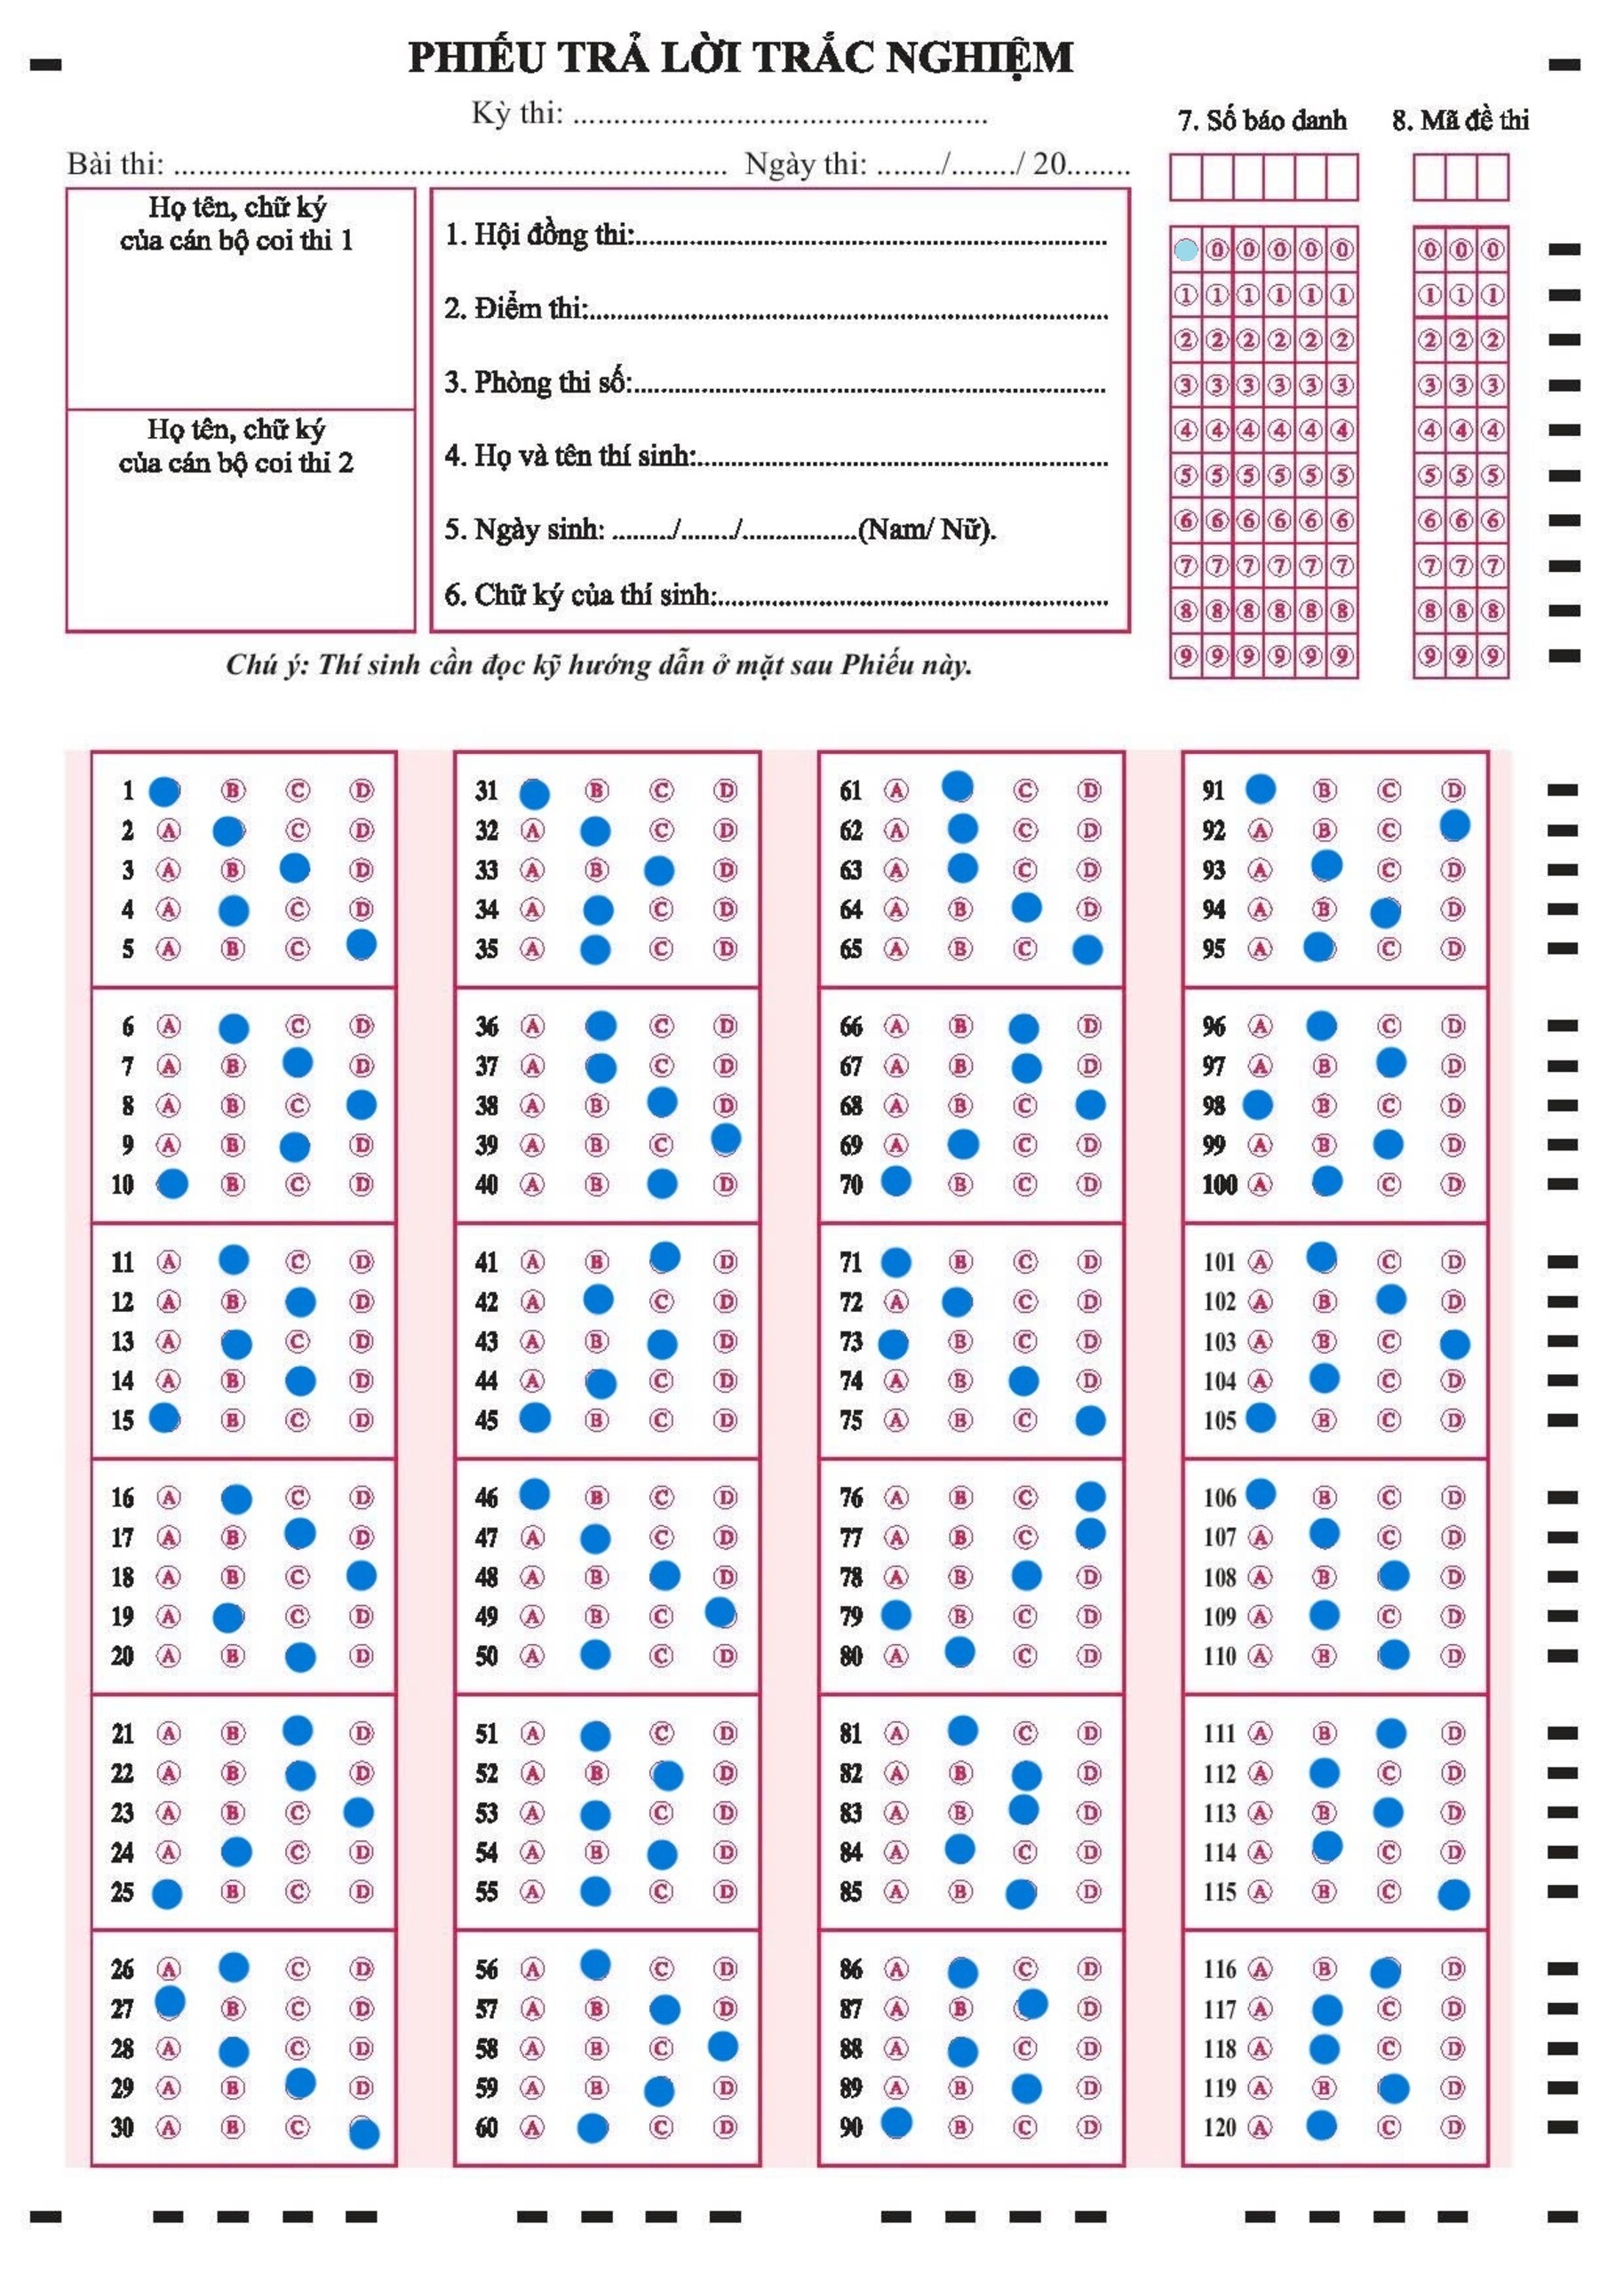 PHIẾU TRẢ LỜI TRẮC NGHIỆM
Kỳ thi: ................................................
Bài thi: ................................................................ Ngày thi: ......../......../ 20........
7. Số báo danh 8. Mã đề thi
Họ tên, chữ ký
của cán bộ coi thi 1
Họ tên, chữ ký
của cán bộ coi thi 2
1. Hội đồng thi:................................................
2. Điểm thi:................................................
3. Phòng thi số:................................................
4. Họ và tên thí sinh:................................................
5. Ngày sinh: ........./......../.................(Nam/ Nữ).
6. Chữ ký của thí sinh:................................................
Chú ý: Thí sinh cần đọc kỹ hướng dẫn ở mặt sau Phiếu này.
0 0 0 0 0 0 0 0
1 1 1 1 1 1 1 1 1
2 2 2 2 2 2 2 2 2
3 3 3 3 3 3 3 3 3
4 4 4 4 4 4 4 4 4
5 5 5 5 5 5 5 5 5
6 6 6 6 6 6 6 6 6
7 7 7 7 7 7 7 7 7
8 8 8 8 8 8 8 8 8
9 9 9 9 9 9 9 9 9
1 B C D
2 A C D
3 A B D
4 A C D
5 A B C
6 A C D
7 A B D
8 A B C
9 A B D
10 B C D
11 A C D
12 A B D
13 A C D
14 A B D
15 B C D
16 A C D
17 A B D
18 A B C
19 A C D
20 A B D
21 A B D
22 A B D
23 A B C
24 A C D
25 B C D
26 A C D
27 B C D
28 A C D
29 A B D
30 A B C
31 B C D
32 A C D
33 A B D
34 A C D
35 A C D
36 A C D
37 A C D
38 A B D
39 A B C
40 A B D
41 A B D
42 A C D
43 A B D
44 A C D
45 B C D
46 B C D
47 A C D
48 A B D
49 A B C
50 A C D
51 A C D
52 A B D
53 A C D
54 A B D
55 A C D
56 A C D
57 A B D
58 A B C
59 A B D
60 A C D
61 A C D
62 A C D
63 A C D
64 A B D
65 A B C
66 A B D
67 A B D
68 A B C
69 A C D
70 B C D
71 B C D
72 A C D
73 B C D
74 A B D
75 A B C
76 A B C
77 A B C
78 A B D
79 B C D
80 A C D
81 A C D
82 A B D
83 A B D
84 A C D
85 A B D
86 A C D
87 A B D
88 A C D
89 A B D
90 B C D
91 B C D
92 A B C
93 A C D
94 A B D
95 A C D
96 A C D
97 A B D
98 B C D
99 A B D
100 A C D
101 A C D
102 A B D
103 A B C
104 A C D
105 B C D
106 B C D
107 A C D
108 A B D
109 A C D
110 A B D
111 A B D
112 A C D
113 A B D
114 A C D
115 A B C
116 A B D
117 A C D
118 A C D
119 A B D
120 A C D